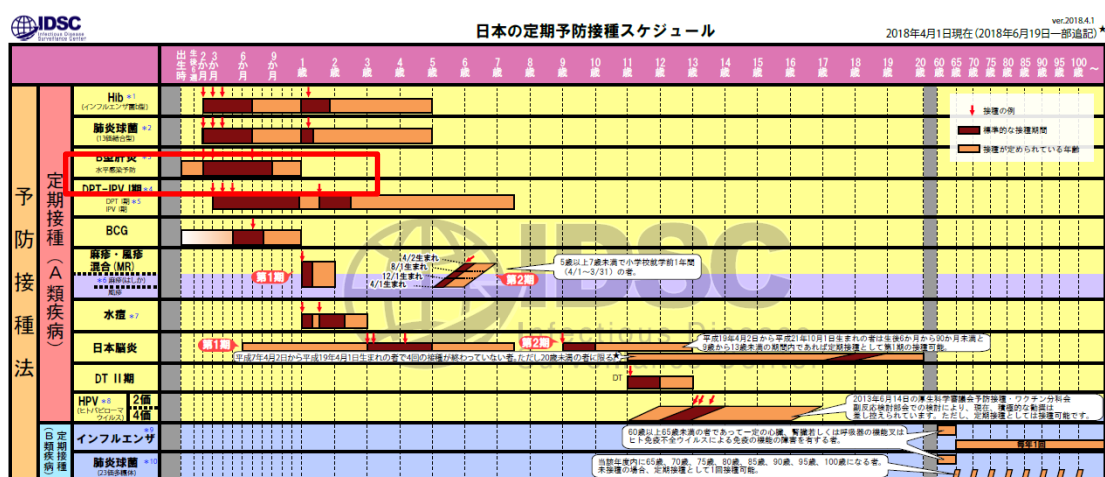 IDSC
Infectious Disease
Surveillance Center
日本の定期予防接種スケジュール
ver.2018.4.1
2018年4月1日現在(2018年6月19日一部追記)★
出生時 生後6週 2か月 3か月 6か月 9か月 1歳 2歳 3歳 4歳 5歳 6歳 7歳 8歳 9歳 10歳 11歳 12歳 13歳 14歳 15歳 16歳 17歳 18歳 19歳 20歳 60歳 65歳 70歳 75歳 80歳 85歳 90歳 95歳 100歳 ~
予防接種法
定期接種(A類疾病)
Hib *1
(インフルエンザ菌b型)
接種の例
標準的な接種期間
接種が定められている年齢
肺炎球菌 *2
(13価結合型)
B型肝炎 *3
水平感染予防
DPT-IPV I期 *4
DPT I期 *5
IPV I期
BCG
麻疹・風疹
混合(MR)
*6 麻疹(はしか)
風疹
第1期
4/2生まれ
8/1生まれ
12/1生まれ
4/1生まれ
第2期
5歳以上7歳未満で小学校就学前1年間
(4/1~3/31)の者。
IDSC
Infectious Disease
水痘 *7
日本脳炎
第1期
第2期
平成19年4月2日から平成21年10月1日生まれの者は生後6か月から90か月未満と
9歳から13歳未満の期間内であれば定期接種として第1期の接種可能。
平成7年4月2日から平成19年4月1日生まれの者で4回の接種が終わっていない者。ただし20歳未満の者に限る★
DT II期
DT
HPV *8
(ヒトパピローマ
ウイルス)
2価
4価
2013年6月14日の厚生科学審議会予防接種・ワクチン分科会
副反応検討部会での検討により、現在、積極的な勧奨は
差し控えられています。ただし、定期接種としては接種可能です。
定期接種(B類疾病)
インフルエンザ *9
60歳以上65歳未満の者であって一定の心臓、腎臓若しくは呼吸器の機能又は
ヒト免疫不全ウイルスによる免疫の機能の障害を有する者。
毎年1回
肺炎球菌 *10
(23価多糖体)
当該年度内に65歳、70歳、75歳、80歳、85歳、90歳、95歳、100歳になる者。
未接種の場合、定期接種として1回接種可能。